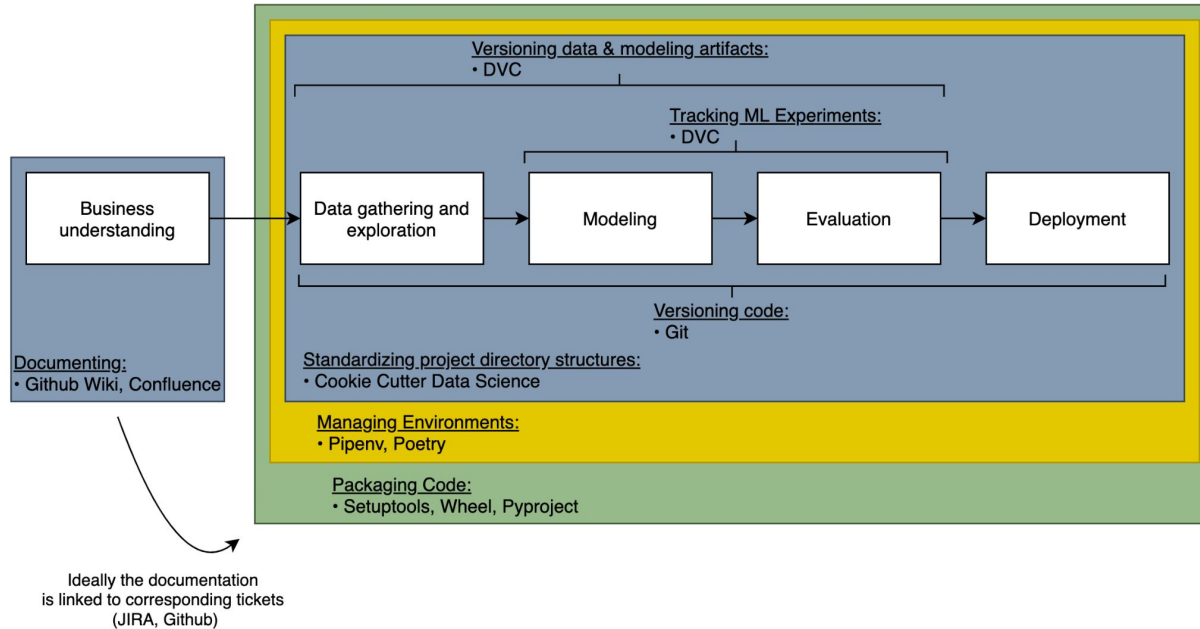 Versioning data & modeling artifacts:
• DVC
Tracking ML Experiments:
• DVC
Business
understanding
Data gathering and
exploration
Modeling
Evaluation
Deployment
Versioning code:
• Git
Documenting:
• Github Wiki, Confluence
Standardizing project directory structures:
• Cookie Cutter Data Science
Managing Environments:
• Pipenv, Poetry
Packaging Code:
• Setuptools, Wheel, Pyproject
Ideally the documentation
is linked to corresponding tickets
(JIRA, Github)